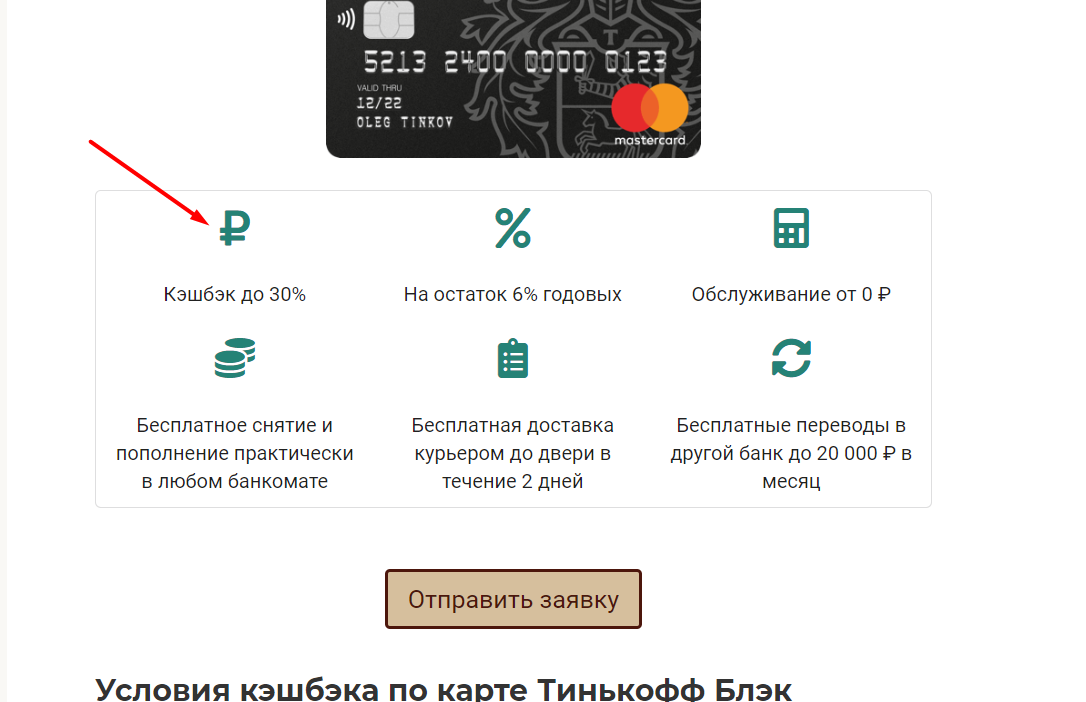 5213 2400 0000 0123
VALID THRU
12/22
OLEG TINKOV
mastercard
Кэшбэк до 30%
На остаток 6% годовых
Обслуживание от 0 ₽
Бесплатное снятие и
пополнение практически
в любом банкомате
Бесплатная доставка
курьером до двери в
течение 2 дней
Бесплатные переводы в
другой банк до 20 000 ₽ в
месяц
Отправить заявку
Условия кэшбэка по карте Тинькофф Блэк